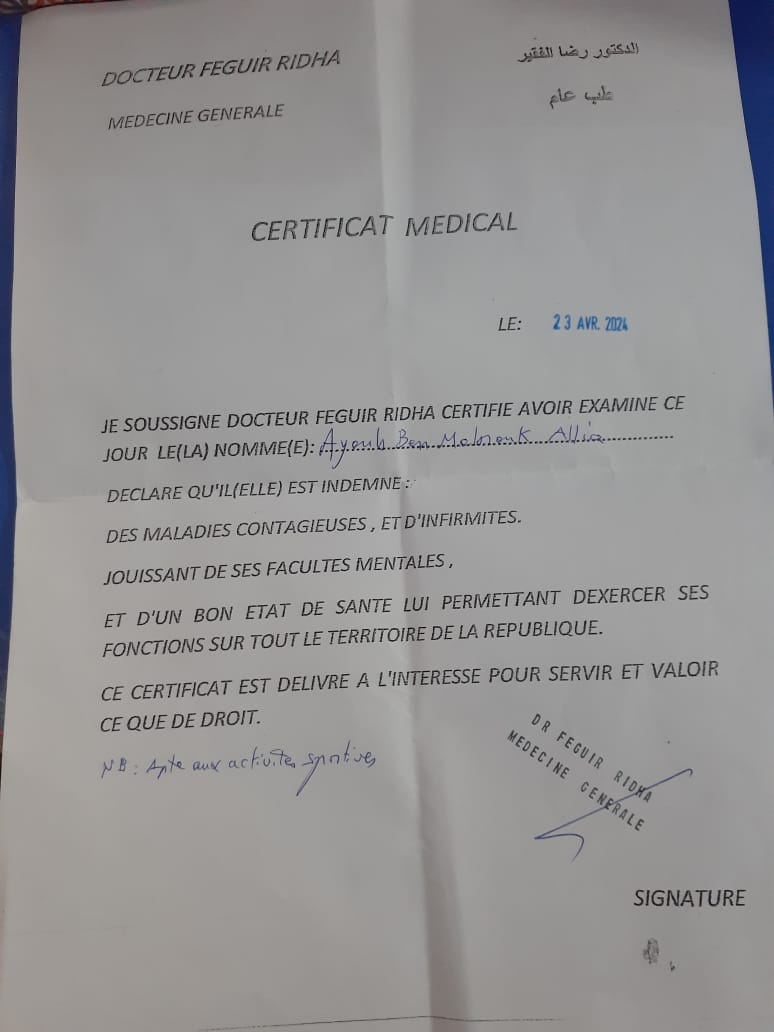 DOCTEUR FEGUIR RIDHA
الدكتور رضا الفقير
MEDECINE GENERALE
طب عام
CERTIFICAT MEDICAL
LE: 23 AVR. 2024
JE SOUSSIGNE DOCTEUR FEGUIR RIDHA CERTIFIE AVOIR EXAMINE CE
JOUR LE(LA) NOMME(E): Ayoub Ben Mabrouk Allia
DECLARE QU'IL(ELLE) EST INDEMNE :
DES MALADIES CONTAGIEUSES , ET D'INFIRMITES.
JOUISSANT DE SES FACULTES MENTALES ,
ET D'UN BON ETAT DE SANTE LUI PERMETTANT DEXERCER SES
FONCTIONS SUR TOUT LE TERRITOIRE DE LA REPUBLIQUE.
CE CERTIFICAT EST DELIVRE A L'INTERESSE POUR SERVIR ET VALOIR
CE QUE DE DROIT.
NB : Apte aux activités sportives
DR FEGUIR RIDHA
MEDECINE GENERALE
SIGNATURE